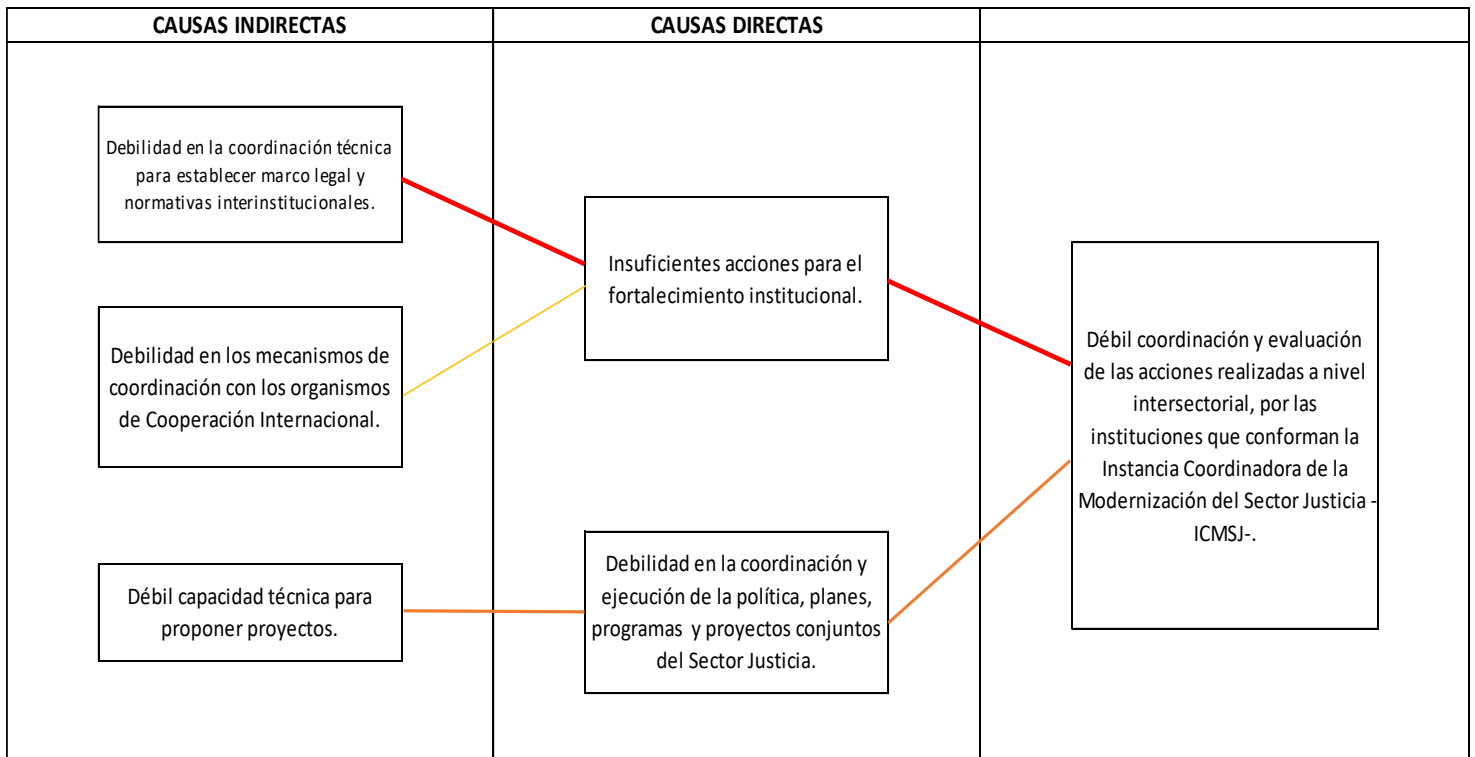 CAUSAS INDIRECTAS
CAUSAS DIRECTAS
Debilidad en la coordinación técnica
para establecer marco legal y
normativas interinstitucionales.
Debilidad en los mecanismos de
coordinación con los organismos
de Cooperación Internacional.
Débil capacidad técnica para
proponer proyectos.
Insuficientes acciones para el
fortalecimiento institucional.
Debilidad en la coordinación y
ejecución de la política, planes,
programas y proyectos conjuntos
del Sector Justicia.
Débil coordinación y evaluación
de las acciones realizadas a nivel
intersectorial, por las
instituciones que conforman la
Instancia Coordinadora de la
Modernización del Sector Justicia -
ICMSJ-.